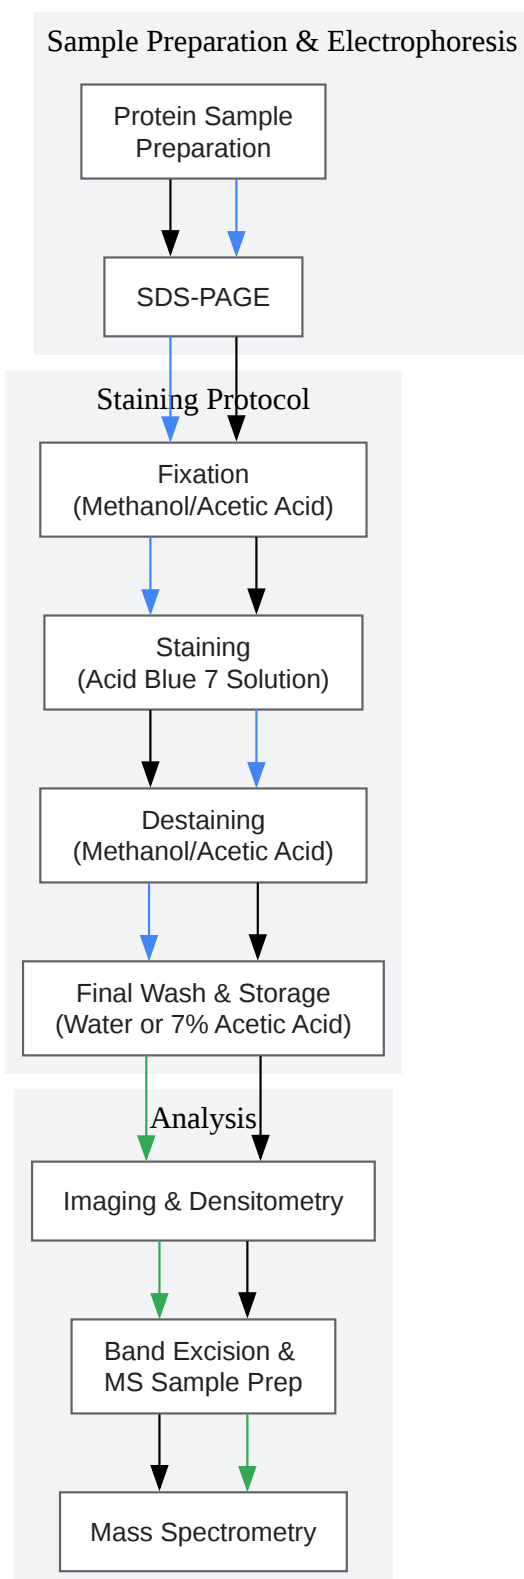 Sample Preparation & Electrophoresis
Protein Sample
Preparation
SDS-PAGE
Staining Protocol
Fixation
(Methanol/Acetic Acid)
Staining
(Acid Blue 7 Solution)
Destaining
(Methanol/Acetic Acid)
Final Wash & Storage
(Water or 7% Acetic Acid)
Analysis
Imaging & Densitometry
Band Excision &
MS Sample Prep
Mass Spectrometry